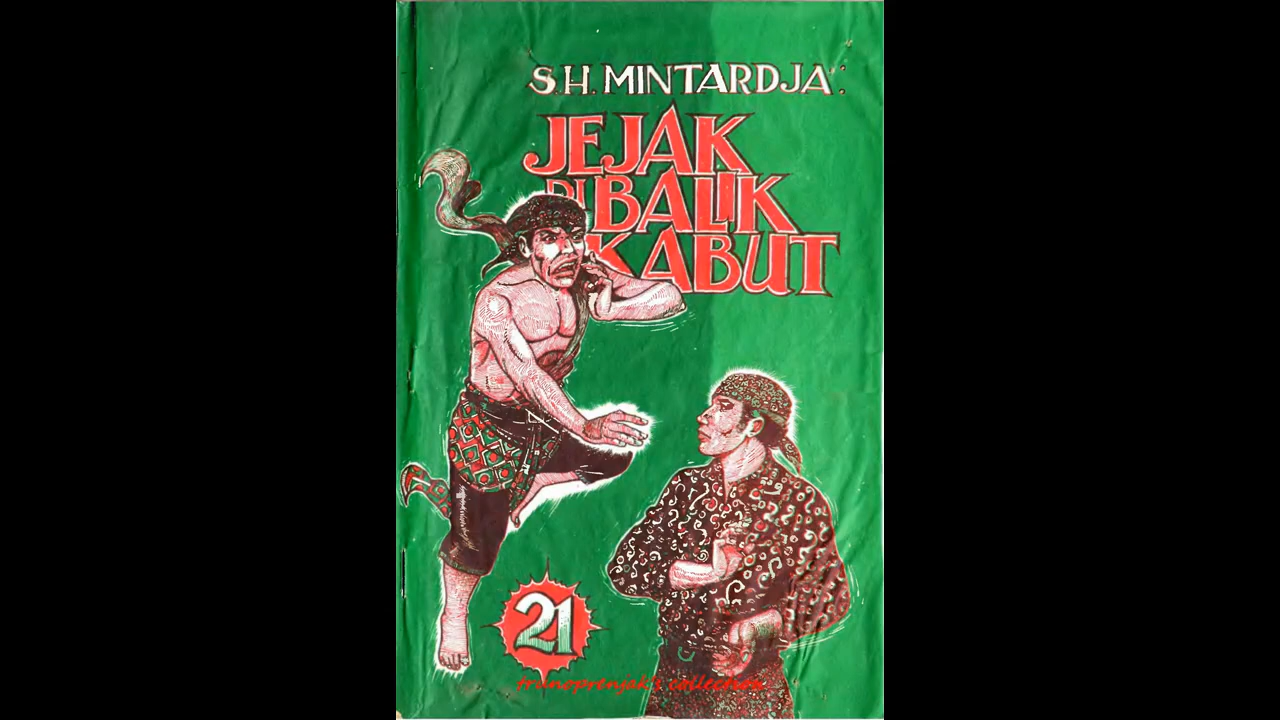 S.H. MINTARDJA:
JEJAK
DI BALIK
KABUT
21
trunoprenjak's collection